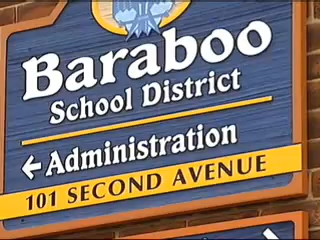 Baraboo
School District
←Administration
101 SECOND AVENUE